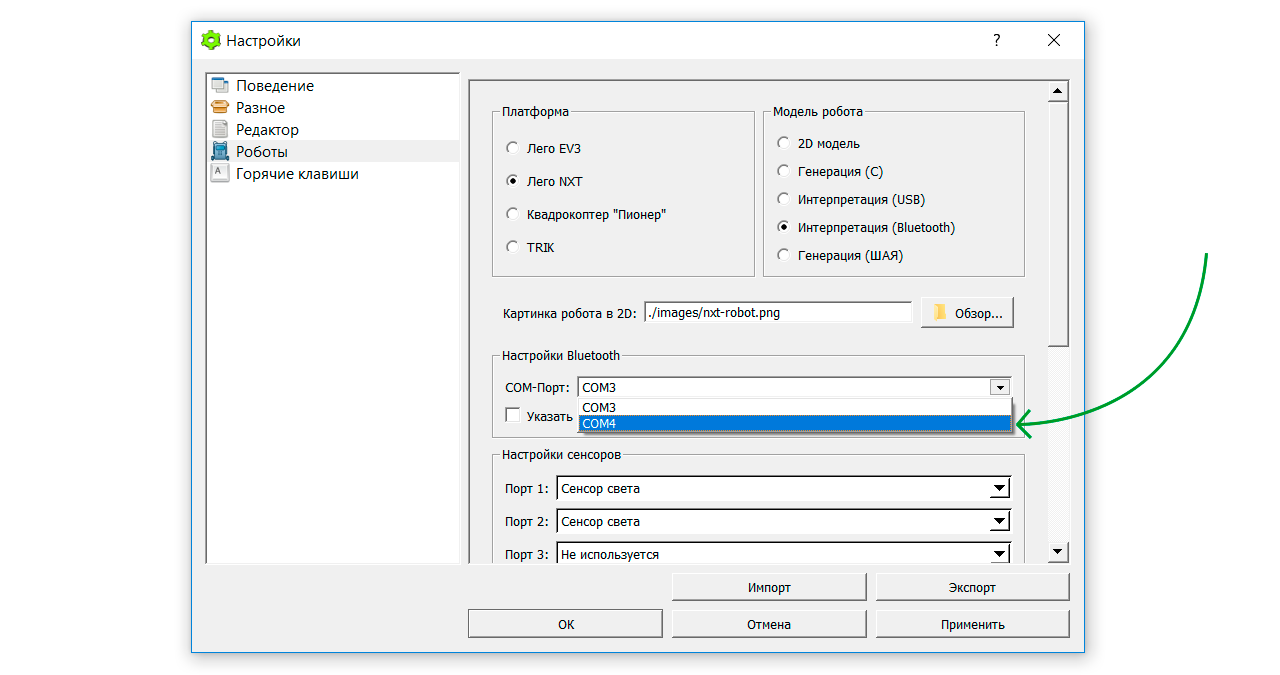 Настройки
?
Поведение
Разное
Редактор
Роботы
A Горячие клавиши
Платформа
Лего EV3
Лего NXT
Квадрокоптер "Пионер"
TRIK
Модель робота
2D модель
Генерация (C)
Интерпретация (USB)
Интерпретация (Bluetooth)
Генерация (ШАЯ)
Картинка робота в 2D: ./images/nxt-robot.png Обзор...
Настройки Bluetooth
COM-Порт: COM3
COM3
Указать
COM4
Настройки сенсоров
Порт 1: Сенсор света
Порт 2: Сенсор света
Порт 3: Не используется
Импорт Экспорт
ОК Отмена Применить